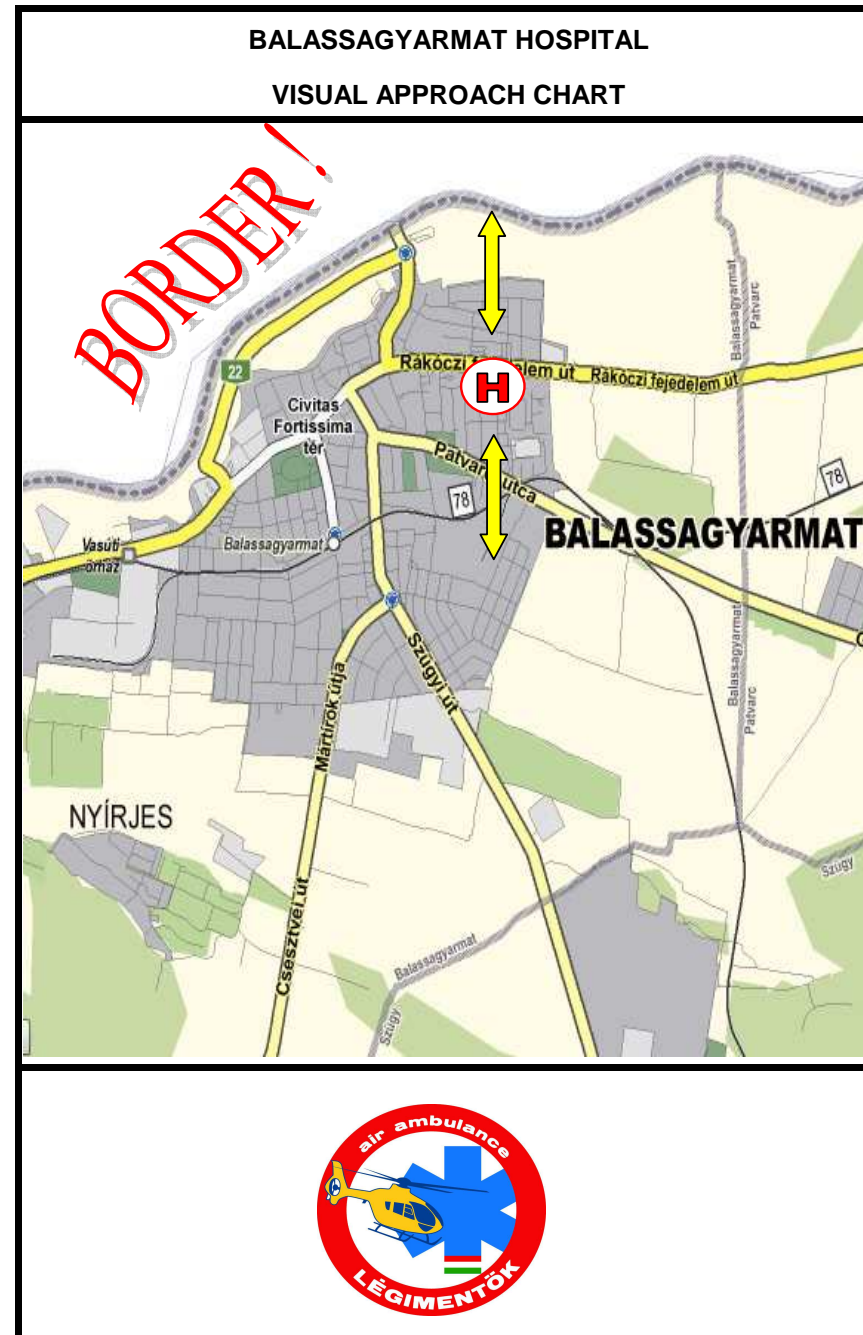 BALASSAGYARMAT HOSPITAL
VISUAL APPROACH CHART
BORDER !
Balassagyarmat
Patvarc
22
Rákóczi fejedelem út
Rákóczi fejedelem út
H
Civitas
Fortissima
tér
Patvarci utca
78
78
BALASSAGYARMAT
Vasúti
őrház
Balassagyarmat
Szügyi út
Mártírok útja
Balassagyarmat
Patvarc
NYÍRJES
Csesztvei út
Balassagyarmat
Szügy
Szügy
air ambulance
LÉGIMENTŐK